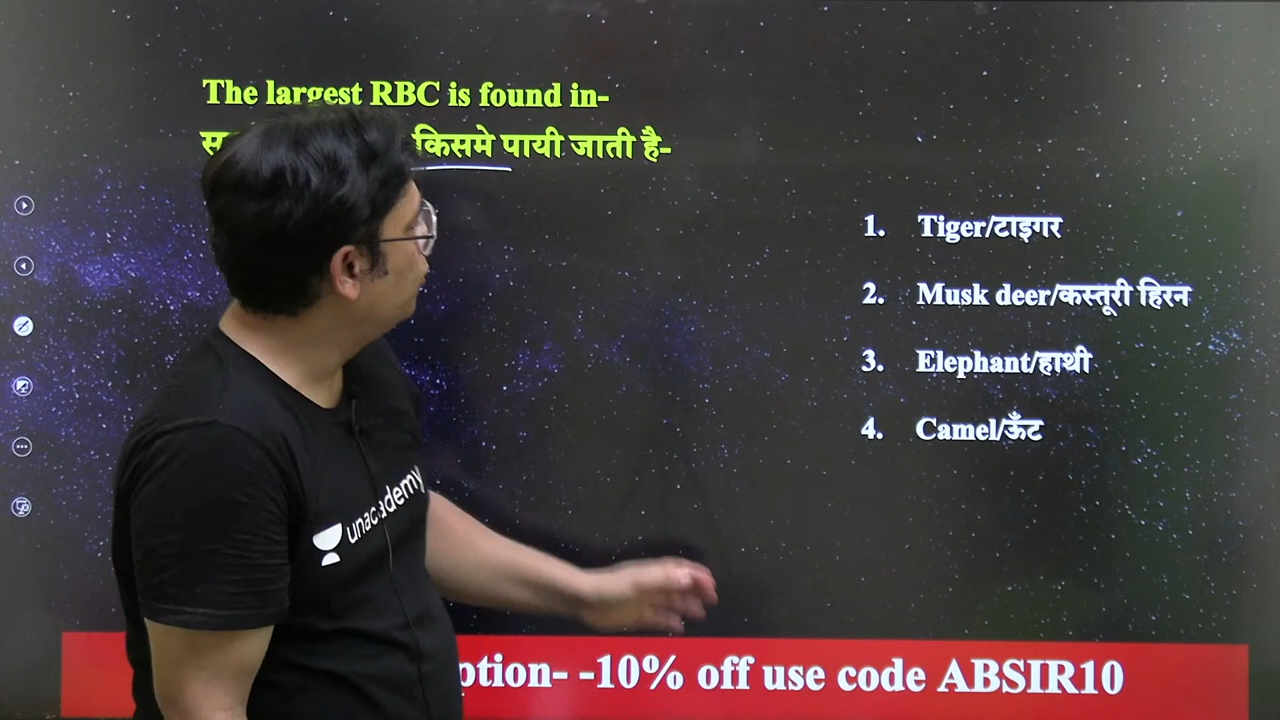 The largest RBC is found in-
किसमे पायी जाती है-
1. Tiger/टाइगर
2. Musk deer/कस्तूरी हिरन
3. Elephant/हाथी
4. Camel/ऊँट
unacademy
-10% off use code ABSIR10